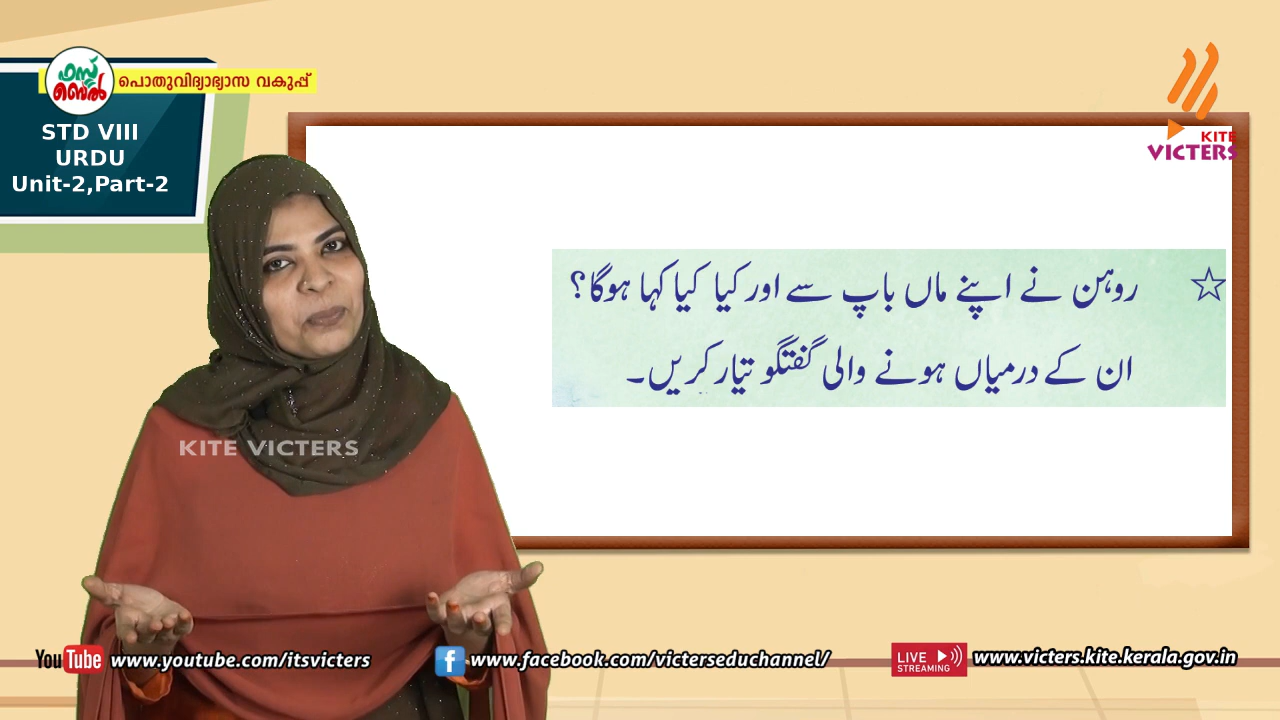 ഫസ്റ്റ് ബെൽ
പൊതുവിദ്യാഭ്യാസ വകുപ്പ്
STD VIII
URDU
Unit-2,Part-2
KITE
VICTERS
☆ روہن نے اپنے ماں باپ سے اور کیا کیا کہا ہوگا؟
ان کے درمیاں ہونے والی گفتگو تیار کریں۔
KITE VICTERS
YouTube www.youtube.com/itsvicters
f www.facebook.com/victerseduchannel/
LIVE
STREAMING
www.victers.kite.kerala.gov.in